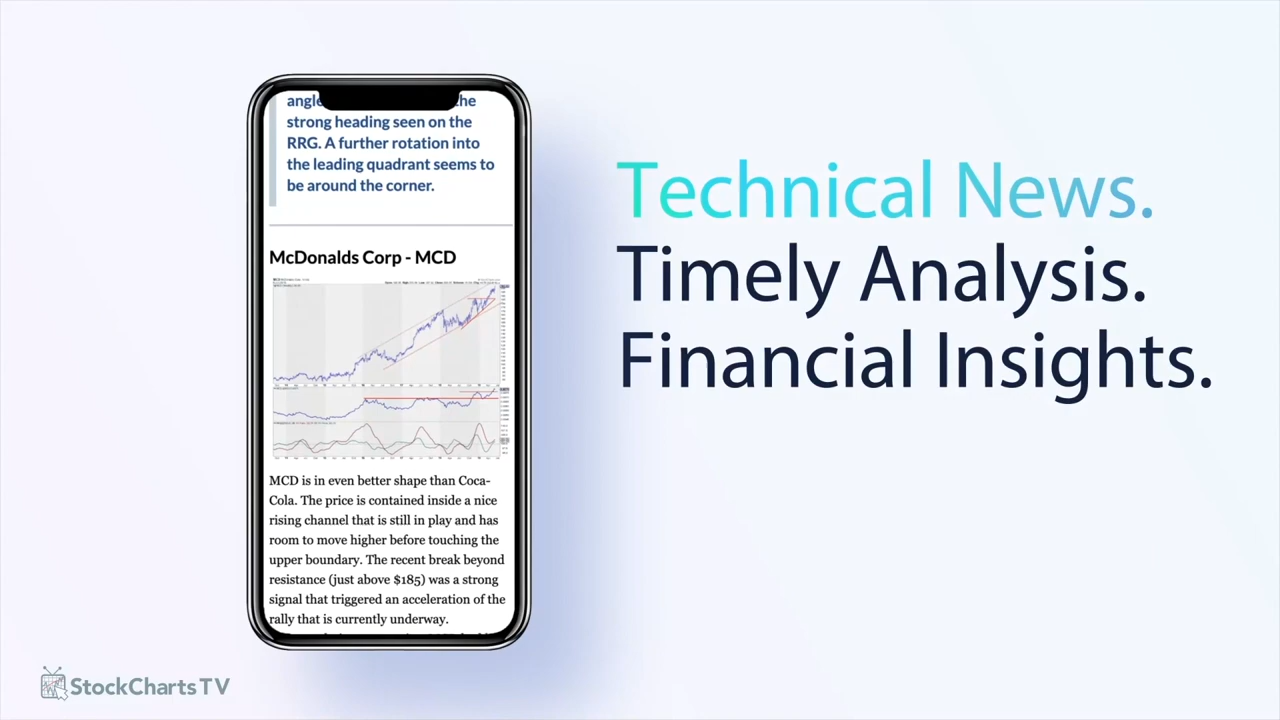 angle
the
strong heading seen on the
RRG. A further rotation into
the leading quadrant seems to
be around the corner.
McDonalds Corp - MCD
MCD is in even better shape than Coca-
Cola. The price is contained inside a nice
rising channel that is still in play and has
room to move higher before touching the
upper boundary. The recent break beyond
resistance (just above $185) was a strong
signal that triggered an acceleration of the
rally that is currently underway.
Technical News.
Timely Analysis.
Financial Insights.
StockCharts TV